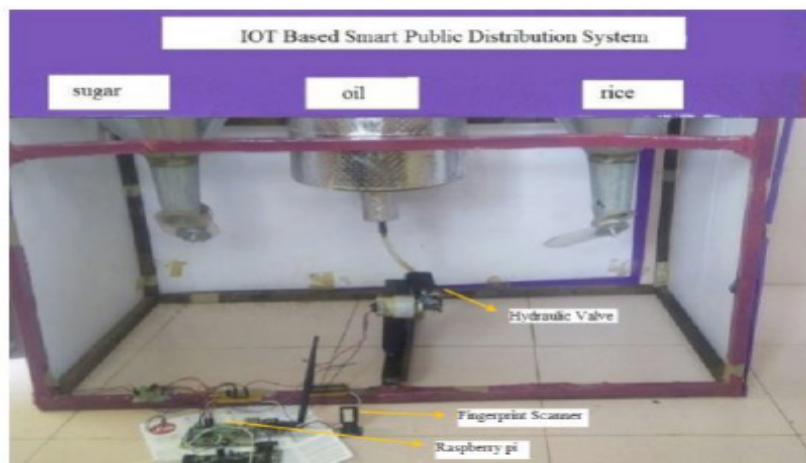 IOT Based Smart Public Distribution System
sugar
oil
rice
Hydraulic Valve
Fingerprint Scanner
Raspberry pi